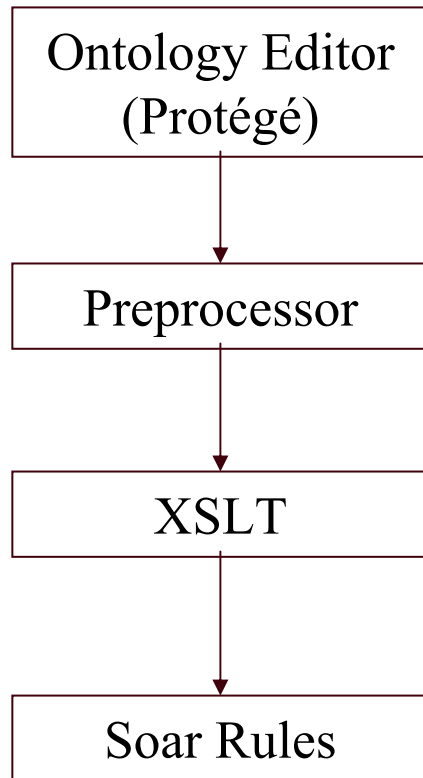 Ontology Editor
(Protégé)
Preprocessor
XSLT
Soar Rules